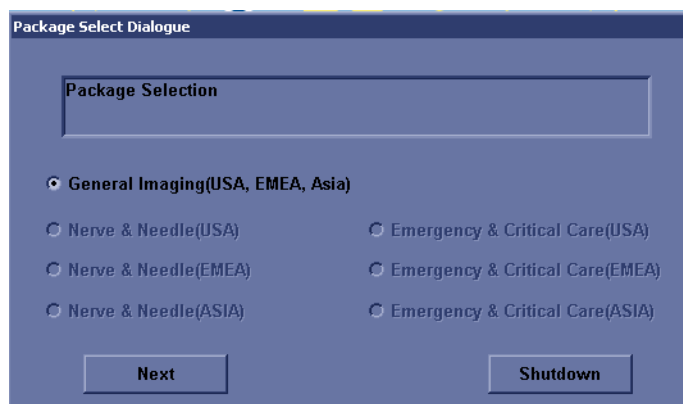 Package Select Dialogue
Package Selection
General Imaging(USA, EMEA, Asia)
Nerve & Needle(USA)
Emergency & Critical Care(USA)
Nerve & Needle(EMEA)
Emergency & Critical Care(EMEA)
Nerve & Needle(ASIA)
Emergency & Critical Care(ASIA)
Next
Shutdown